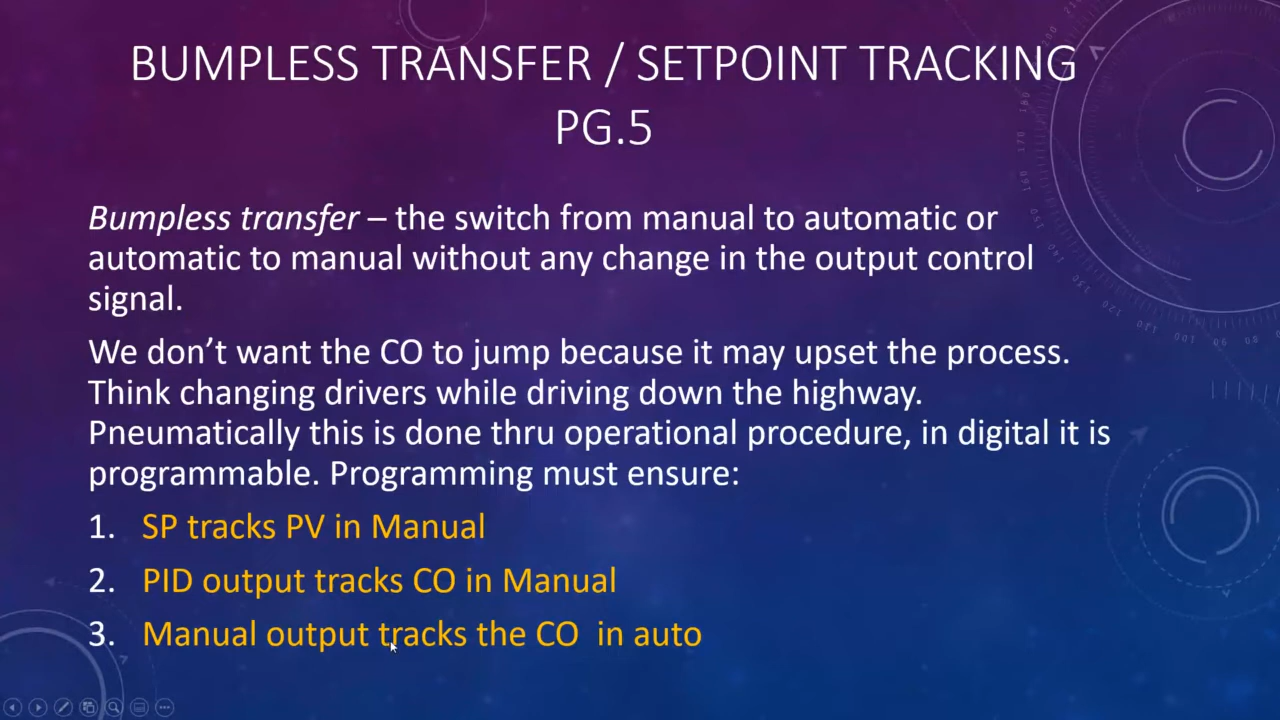 BUMPLESS TRANSFER / SETPOINT TRACKING
PG.5
Bumpless transfer – the switch from manual to automatic or
automatic to manual without any change in the output control
signal.
We don’t want the CO to jump because it may upset the process.
Think changing drivers while driving down the highway.
Pneumatically this is done thru operational procedure, in digital it is
programmable. Programming must ensure:
1. SP tracks PV in Manual
2. PID output tracks CO in Manual
3. Manual output tracks the CO  in auto